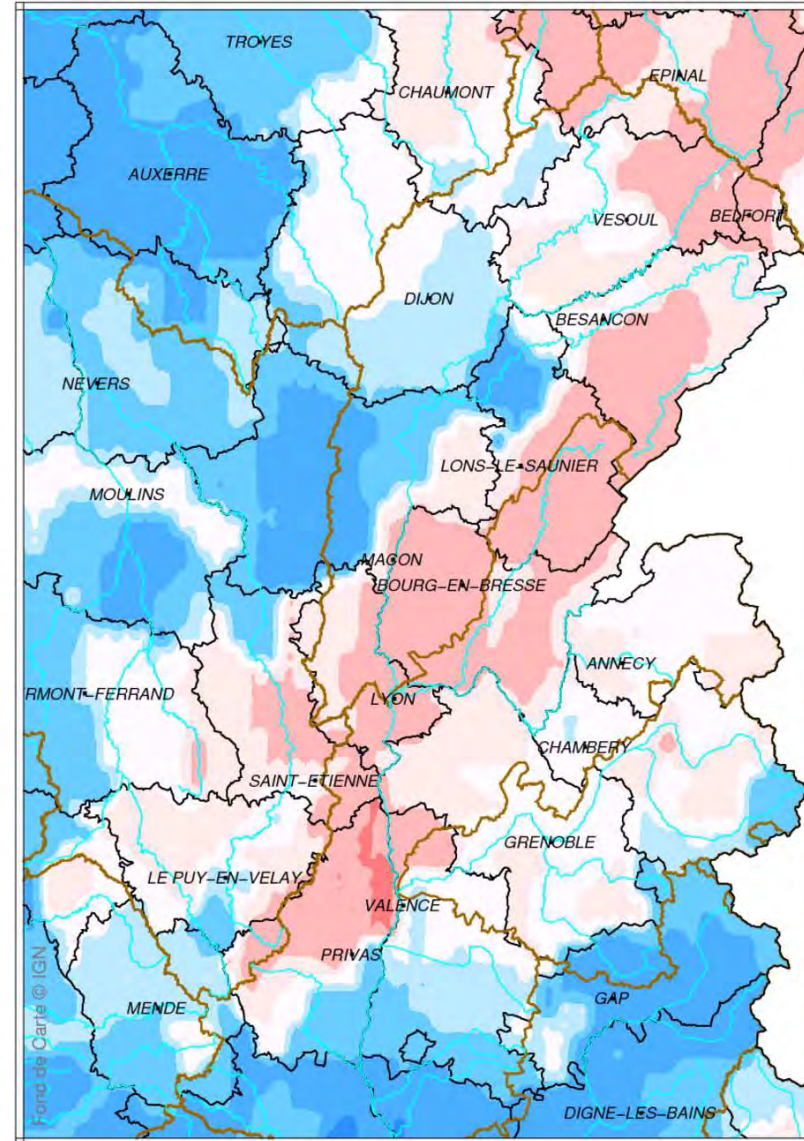 TROYES
EPINAL
CHAUMONT
AUXERRE
VESOUL
BELFORT
DIJON
BESANCON
NEVERS
LONS-LE-SAUNIER
MOULINS
MACON
BOURG-EN-BRESSE
ANNECY
RMONT-FERRAND
LYON
CHAMBERY
SAINT-ETIENNE
GRENOBLE
LE PUY-EN-VELAY
VALENCE
PRIVAS
GAP
MENDE
DIGNE-LES-BAINS
Fond de Carte © IGN